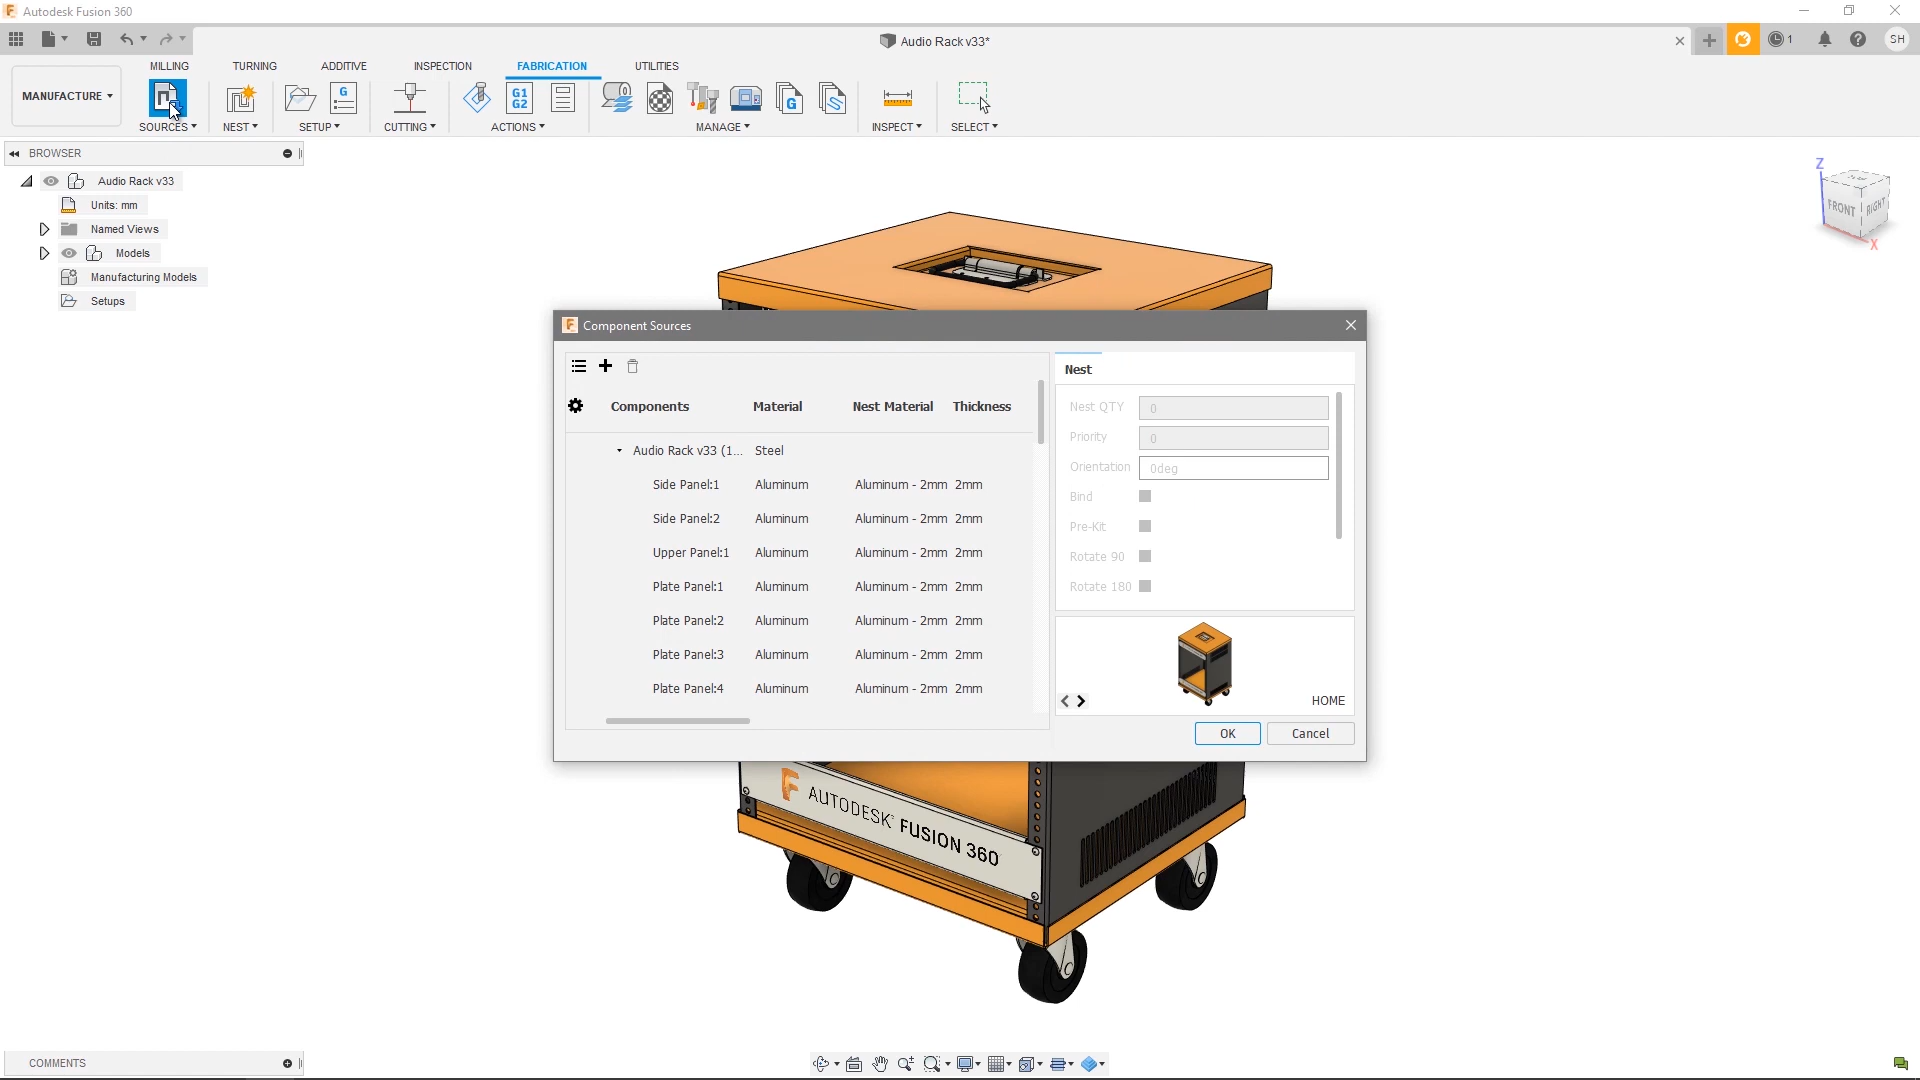 Autodesk Fusion 360
Audio Rack v33*
1
SH
MANUFACTURE
MILLING
TURNING
ADDITIVE
INSPECTION
FABRICATION
UTILITIES
G
G1
G2
G
SOURCES
NEST
SETUP
CUTTING
ACTIONS
MANAGE
INSPECT
SELECT
BROWSER
Audio Rack v33
Units: mm
Named Views
Models
Manufacturing Models
Setups
Z
FRONT
RIGHT
X
Component Sources
Components Material Nest Material Thickness
Audio Rack v33 (1... Steel
Side Panel:1 Aluminum Aluminum - 2mm 2mm
Side Panel:2 Aluminum Aluminum - 2mm 2mm
Upper Panel:1 Aluminum Aluminum - 2mm 2mm
Plate Panel:1 Aluminum Aluminum - 2mm 2mm
Plate Panel:2 Aluminum Aluminum - 2mm 2mm
Plate Panel:3 Aluminum Aluminum - 2mm 2mm
Plate Panel:4 Aluminum Aluminum - 2mm 2mm
Nest
Nest QTY 0
Priority 0
Orientation 0deg
Bind
Pre-Kit
Rotate 90
Rotate 180
HOME
OK
Cancel
AUTODESK® FUSION 360
COMMENTS